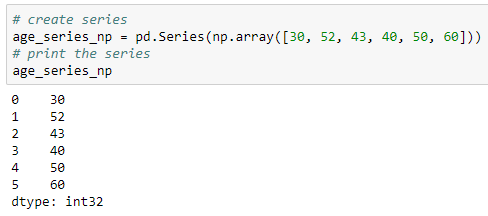 # create series
age_series_np = pd.Series(np.array([30, 52, 43, 40, 50, 60]))
# print the series
age_series_np
0    30
1    52
2    43
3    40
4    50
5    60
dtype: int32